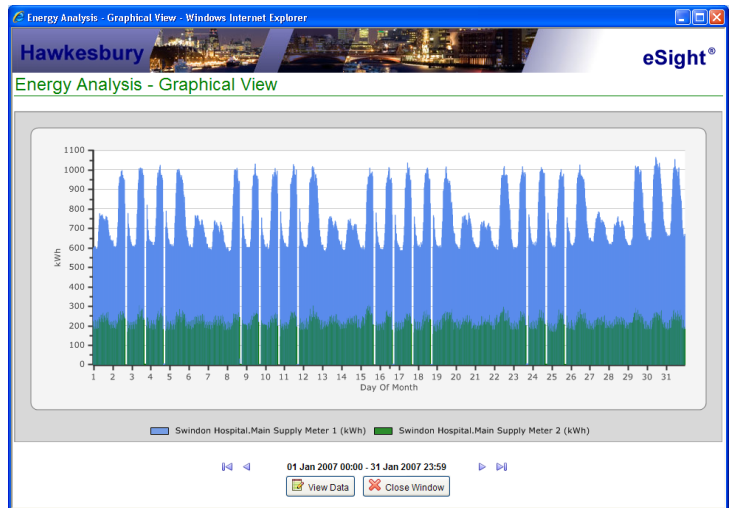 Energy Analysis - Graphical View - Windows Internet Explorer
Hawkesbury
eSight®
Energy Analysis - Graphical View
1100
1000
900
800
700
600
500
400
300
200
100
0
kWh
1 2 3 4 5 6 7 8 9 10 11 12 13 14 15 16 17 18 19 20 21 22 23 24 25 26 27 28 29 30 31
Day Of Month
Swindon Hospital.Main Supply Meter 1 (kWh) Swindon Hospital.Main Supply Meter 2 (kWh)
01 Jan 2007 00:00 - 31 Jan 2007 23:59
View Data Close Window